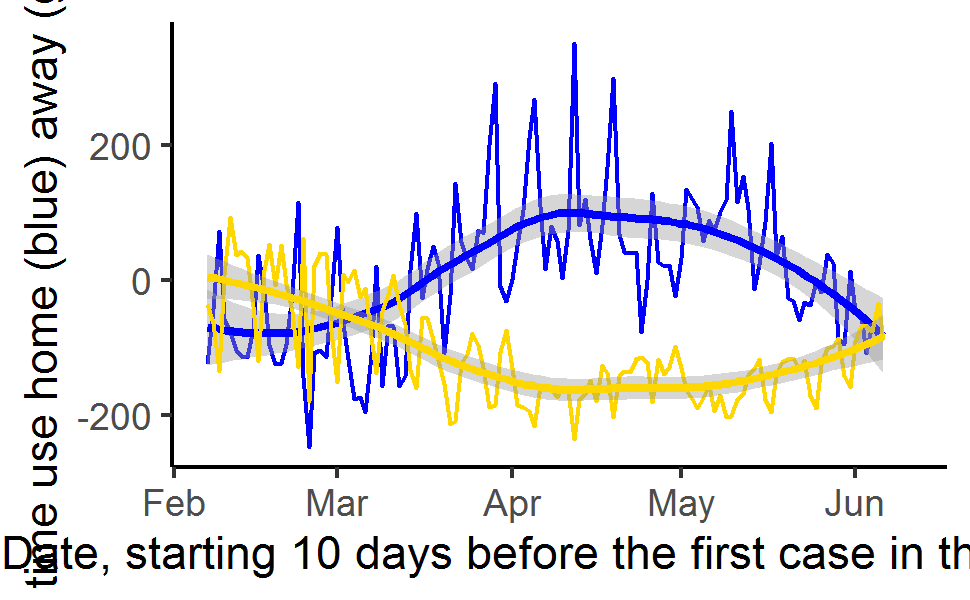 time use home (blue) away (
200
0
-200
Feb Mar Apr May Jun
Date, starting 10 days before the first case in th